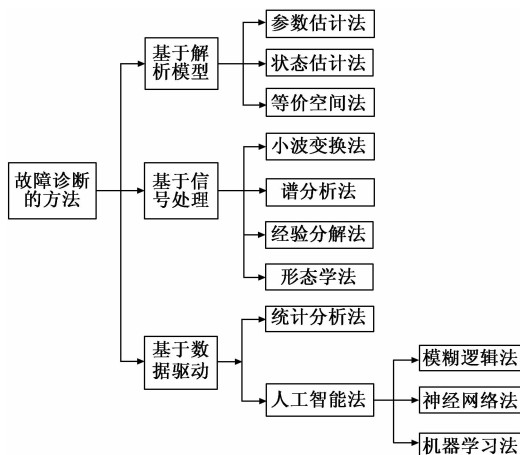 故障诊断
的方法
基于解
析模型
参数估计法
状态估计法
等价空间法
基于信
号处理
小波变换法
谱分析法
经验分解法
形态学法
基于数
据驱动
统计分析法
人工智能法
模糊逻辑法
神经网络法
机器学习法